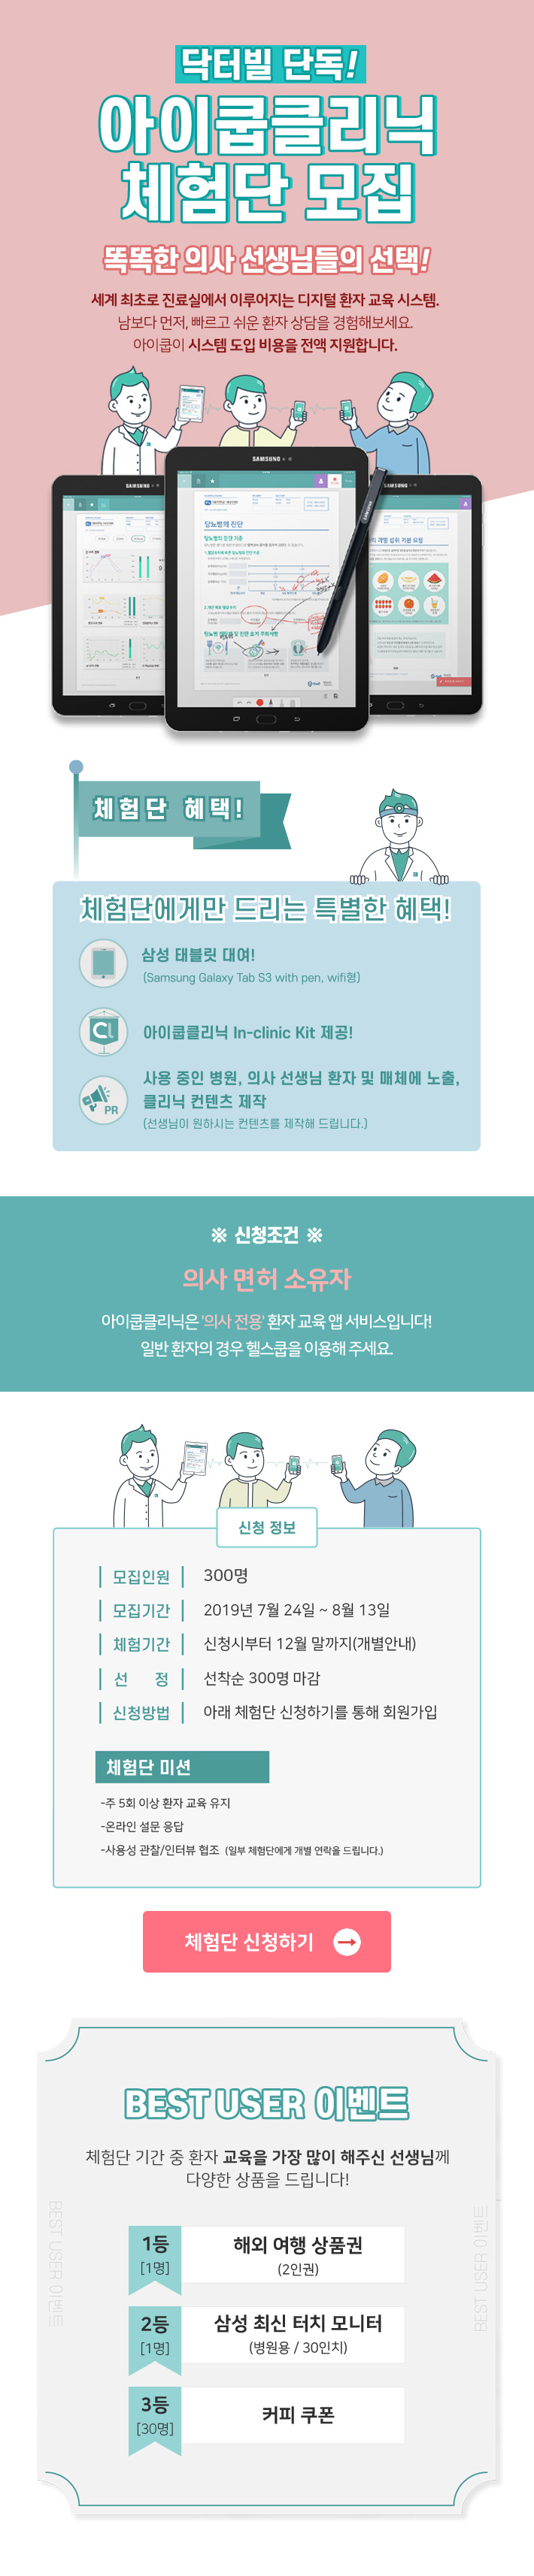 닥터빌 단독!
아이쿱클리닉
체험단 모집
똑똑한 의사 선생님들의 선택!
세계 최초로 진료실에서 이루어지는 디지털 환자 교육 시스템.
남보다 먼저, 빠르고 쉬운 환자 상담을 경험해보세요.
아이쿱이 시스템 도입 비용을 전액 지원합니다.
SAMSUNG
SAMSUNG
SAMSUNG
SAMSUNG
당뇨병의 진단
당뇨병의 진단 기준
체험단 혜택!
체험단에게만 드리는 특별한 혜택!
삼성 태블릿 대여!
(Samsung Galaxy Tab S3 with pen, wifi형)
CL
아이쿱클리닉 In-clinic Kit 제공!
PR
사용 중인 병원, 의사 선생님 환자 및 매체에 노출,
클리닉 컨텐츠 제작
(선생님이 원하시는 컨텐츠를 제작해 드립니다.)
※ 신청조건 ※
의사 면허 소유자
아이쿱클리닉은 '의사 전용' 환자 교육 앱 서비스입니다!
일반 환자의 경우 헬스쿱을 이용해 주세요.
신청 정보
모집인원 300명
모집기간 2019년 7월 24일 ~ 8월 13일
체험기간 신청시부터 12월 말까지(개별안내)
선 정 선착순 300명 마감
신청방법 아래 체험단 신청하기를 통해 회원가입
체험단 미션
-주 5회 이상 환자 교육 유지
-온라인 설문 응답
-사용성 관찰/인터뷰 협조 (일부 체험단에게 개별 연락을 드립니다.)
체험단 신청하기
BEST USER 이벤트
체험단 기간 중 환자 교육을 가장 많이 해주신 선생님께
다양한 상품을 드립니다!
BEST USER 이벤트
BEST USER 이벤트
1등
[1명]
해외 여행 상품권
(2인권)
2등
[1명]
삼성 최신 터치 모니터
(병원용 / 30인치)
3등
[30명]
커피 쿠폰